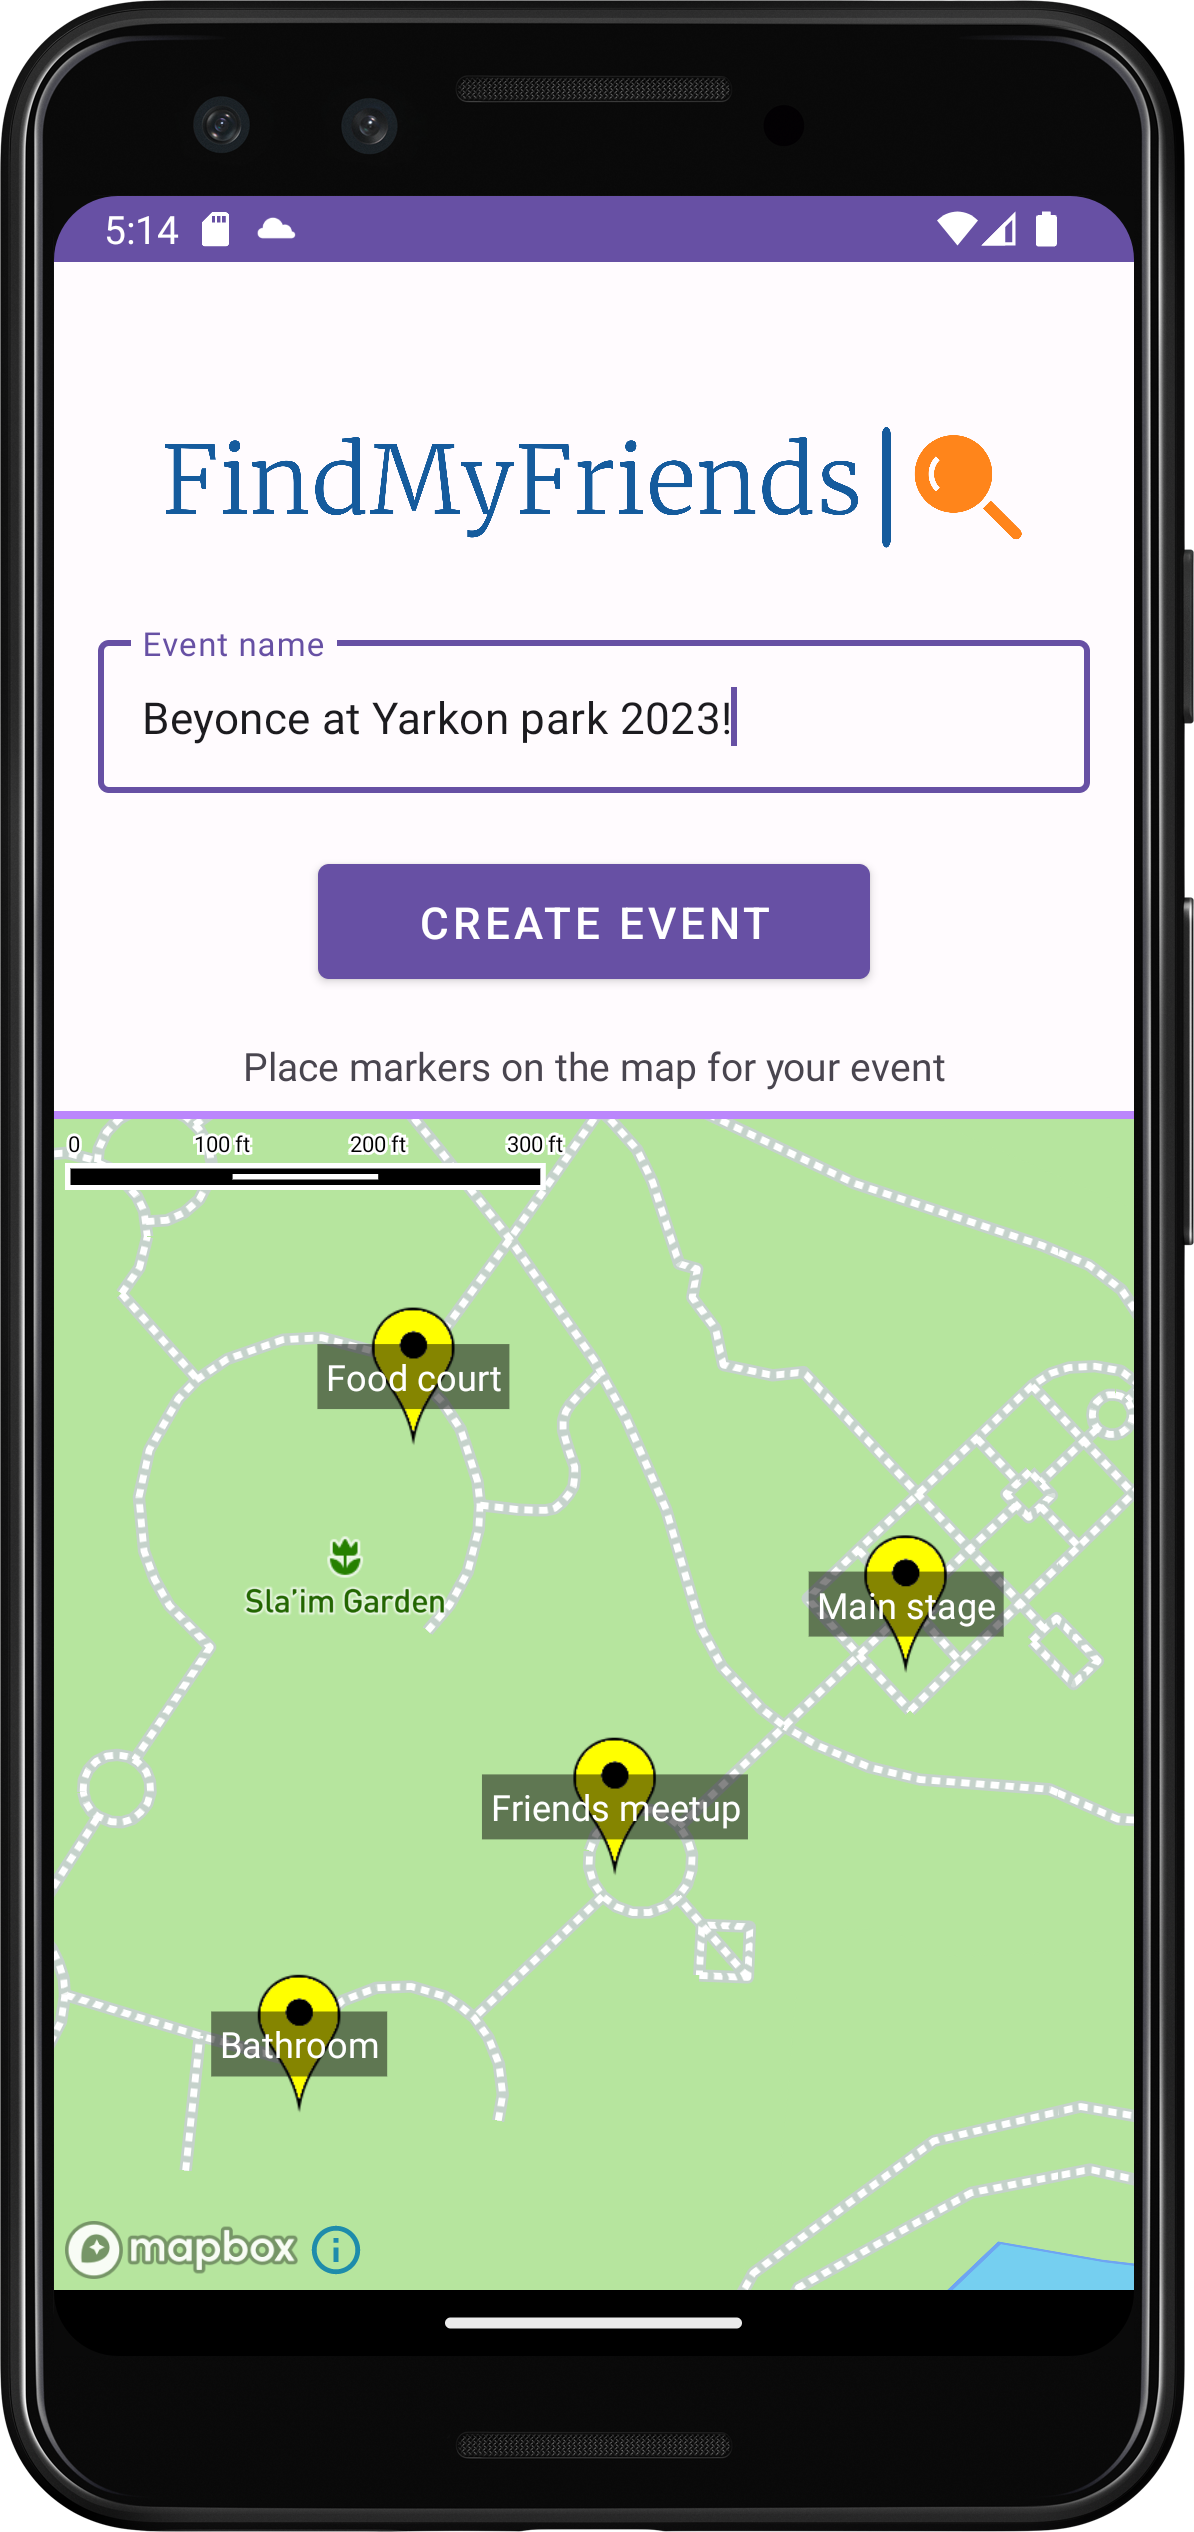 5:14
FindMyFriends
Event name
Beyonce at Yarkon park 2023!
CREATE EVENT
Place markers on the map for your event
0 100 ft 200 ft 300 ft
Food court
Sla'im Garden
Main stage
Friends meetup
Bathroom
mapbox